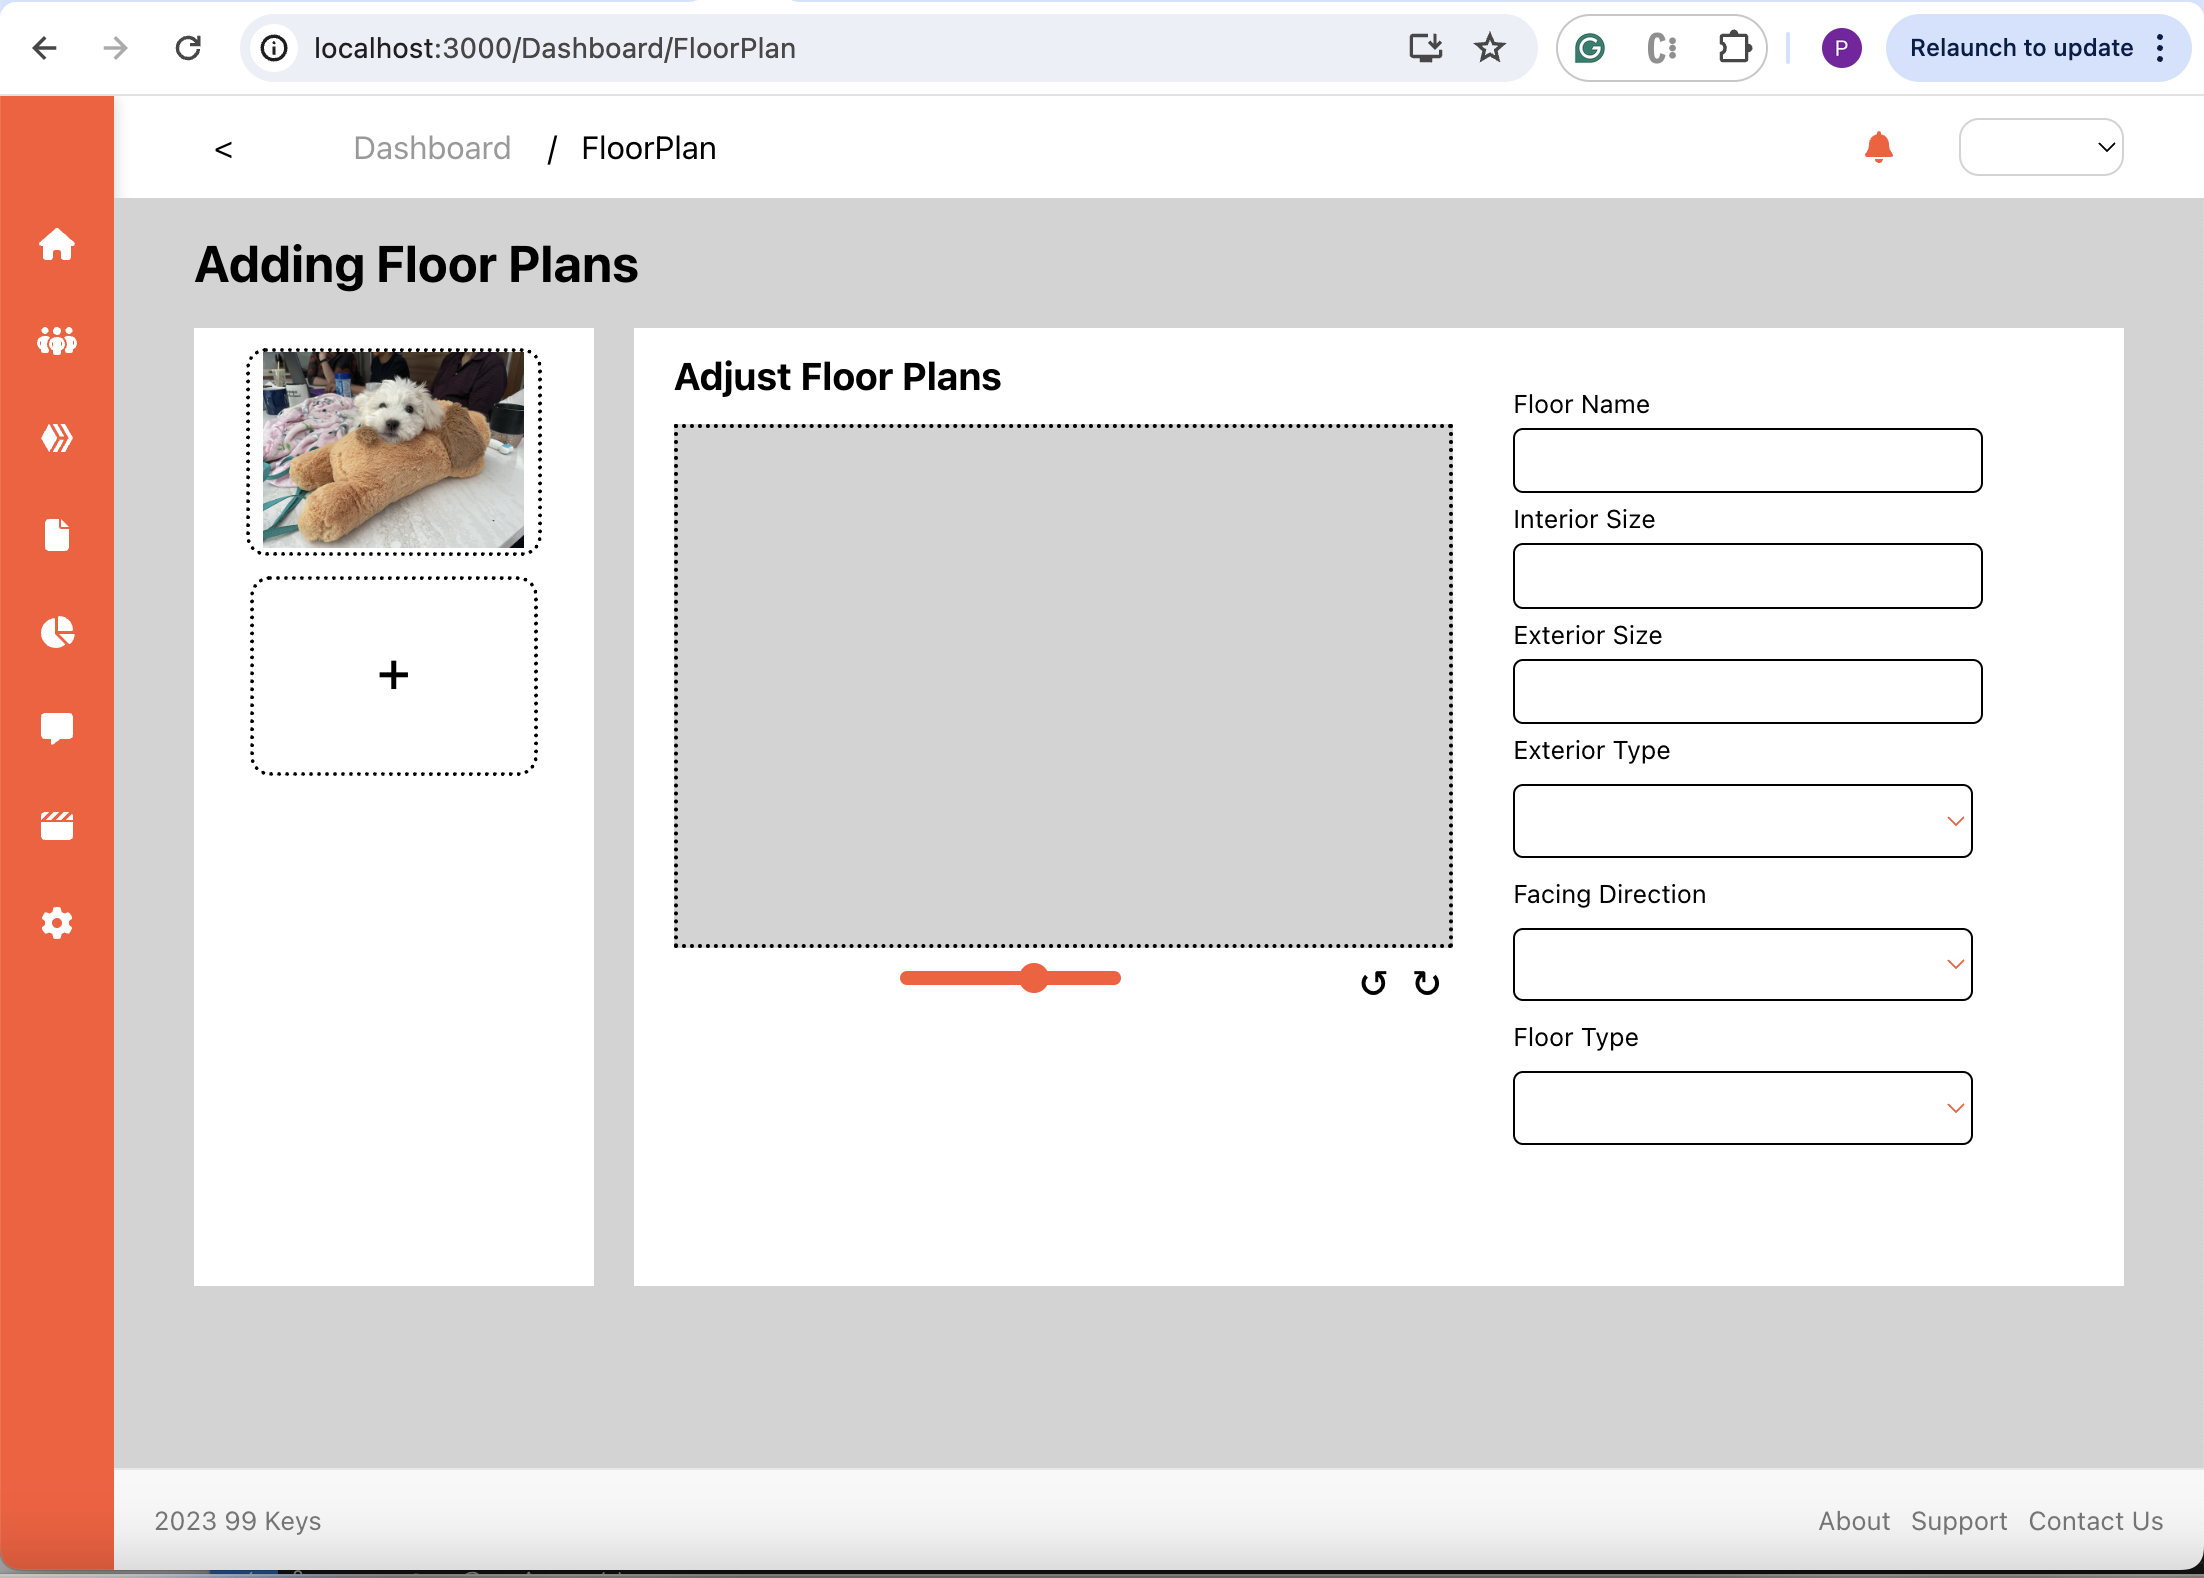 localhost:3000/Dashboard/FloorPlan
P
Relaunch to update
< Dashboard / FloorPlan
Adding Floor Plans
+
Adjust Floor Plans
Floor Name
Interior Size
Exterior Size
Exterior Type
Facing Direction
Floor Type
2023 99 Keys
About Support Contact Us